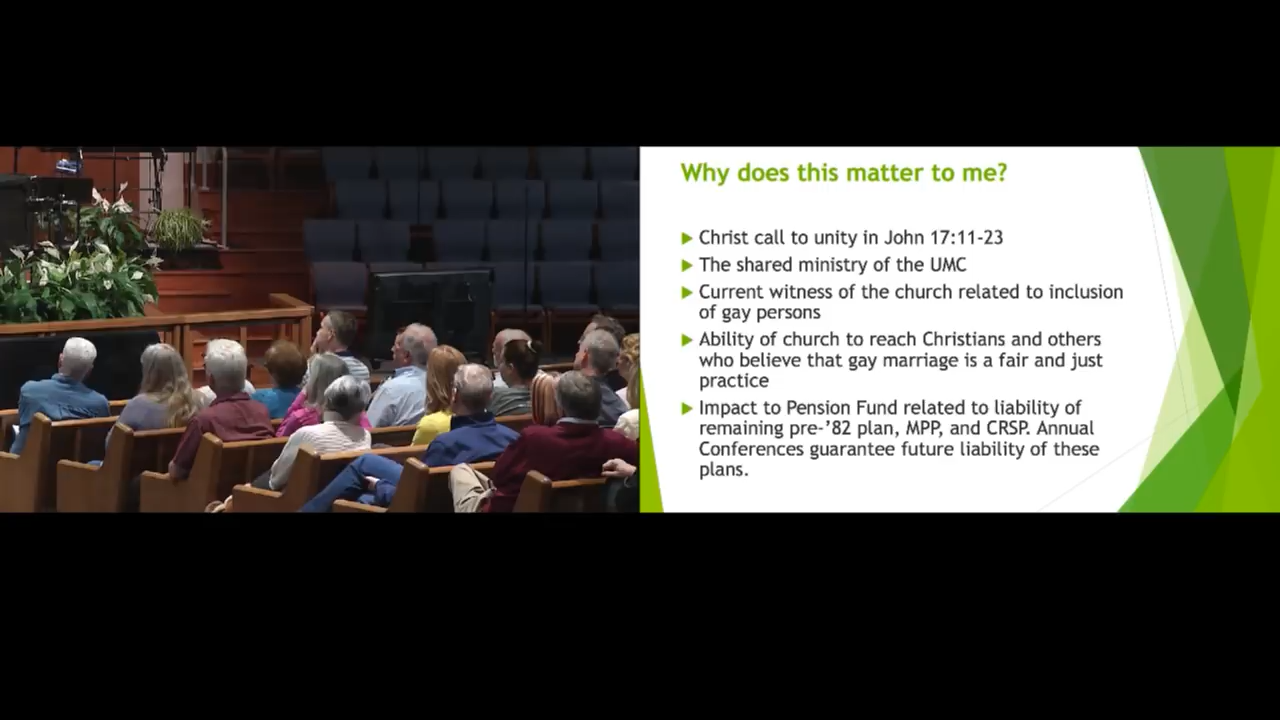 Why does this matter to me?
Christ call to unity in John 17:11-23
The shared ministry of the UMC
Current witness of the church related to inclusion
of gay persons
Ability of church to reach Christians and others
who believe that gay marriage is a fair and just
practice
Impact to Pension Fund related to liability of
remaining pre-’82 plan, MPP, and CRSP. Annual
Conferences guarantee future liability of these
plans.